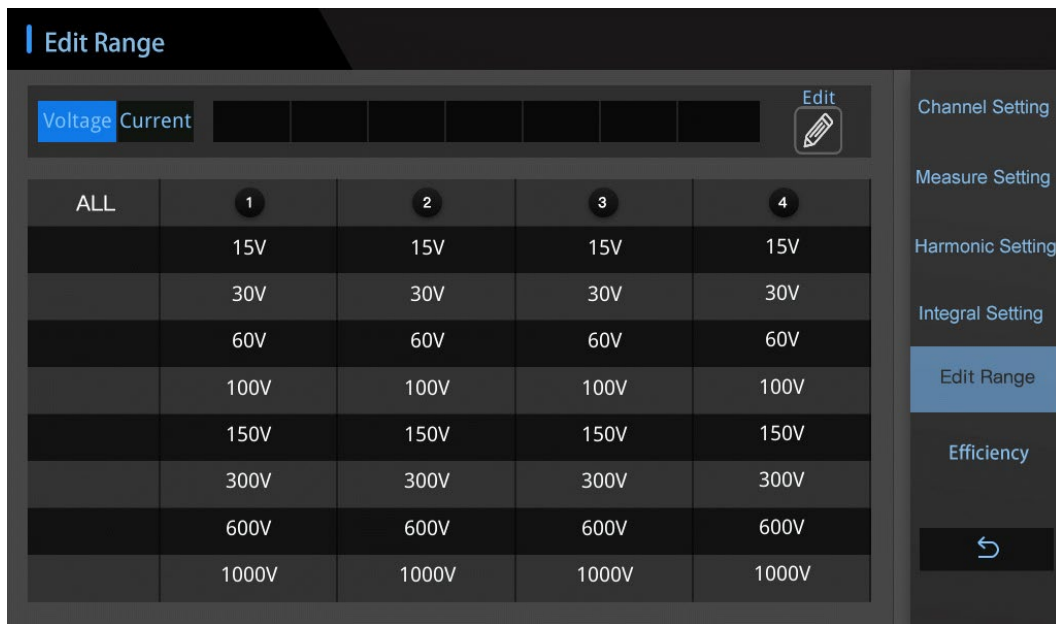 Edit Range
Voltage Current Edit
ALL 1 2 3 4
15V 15V 15V 15V
30V 30V 30V 30V
60V 60V 60V 60V
100V 100V 100V 100V
150V 150V 150V 150V
300V 300V 300V 300V
600V 600V 600V 600V
1000V 1000V 1000V 1000V
Channel Setting
Measure Setting
Harmonic Setting
Integral Setting
Edit Range
Efficiency